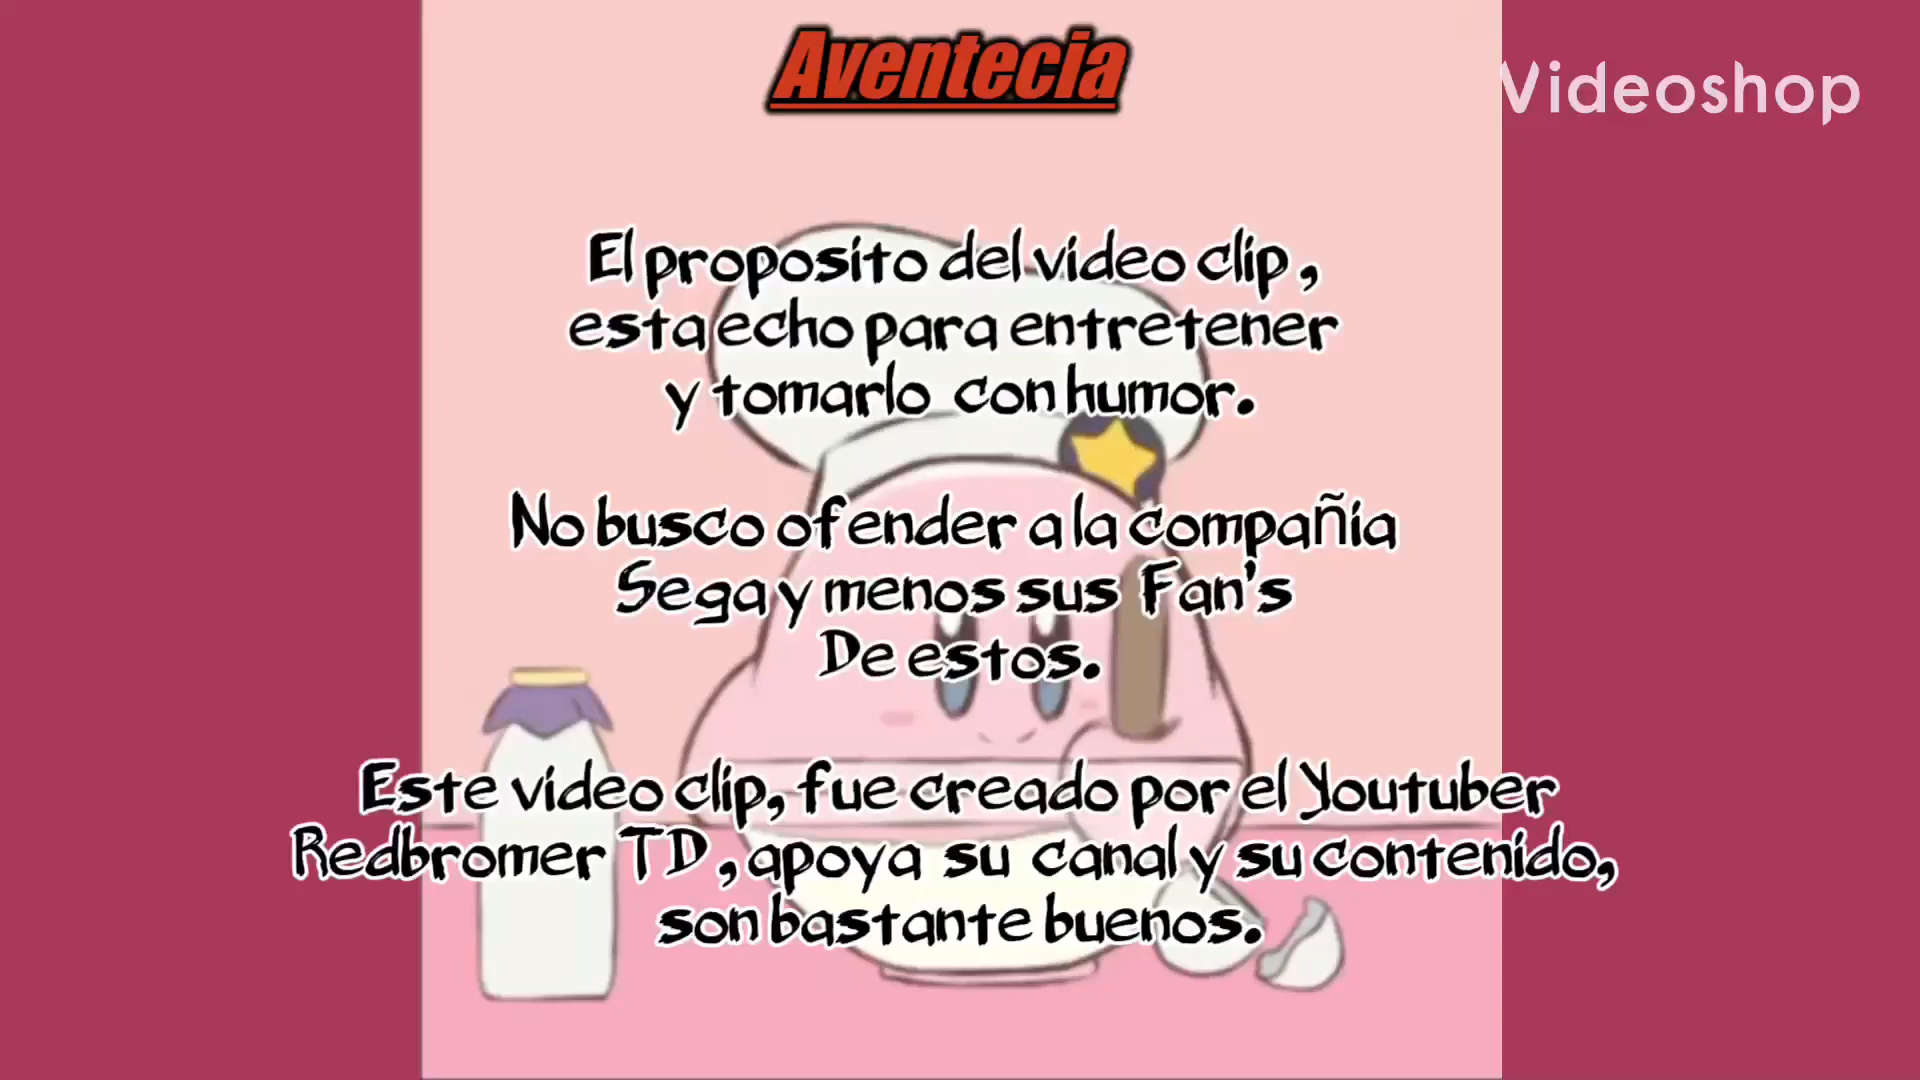 Aventecia
Videoshop
El proposito del video clip ,
esta echo para entretener
y tomarlo con humor.
No busco ofender a la compañia
Sega y menos sus Fan's
De estos.
Este video clip, fue creado por el Youtuber
Redbromer TD , apoya su canal y su contenido,
son bastante buenos.